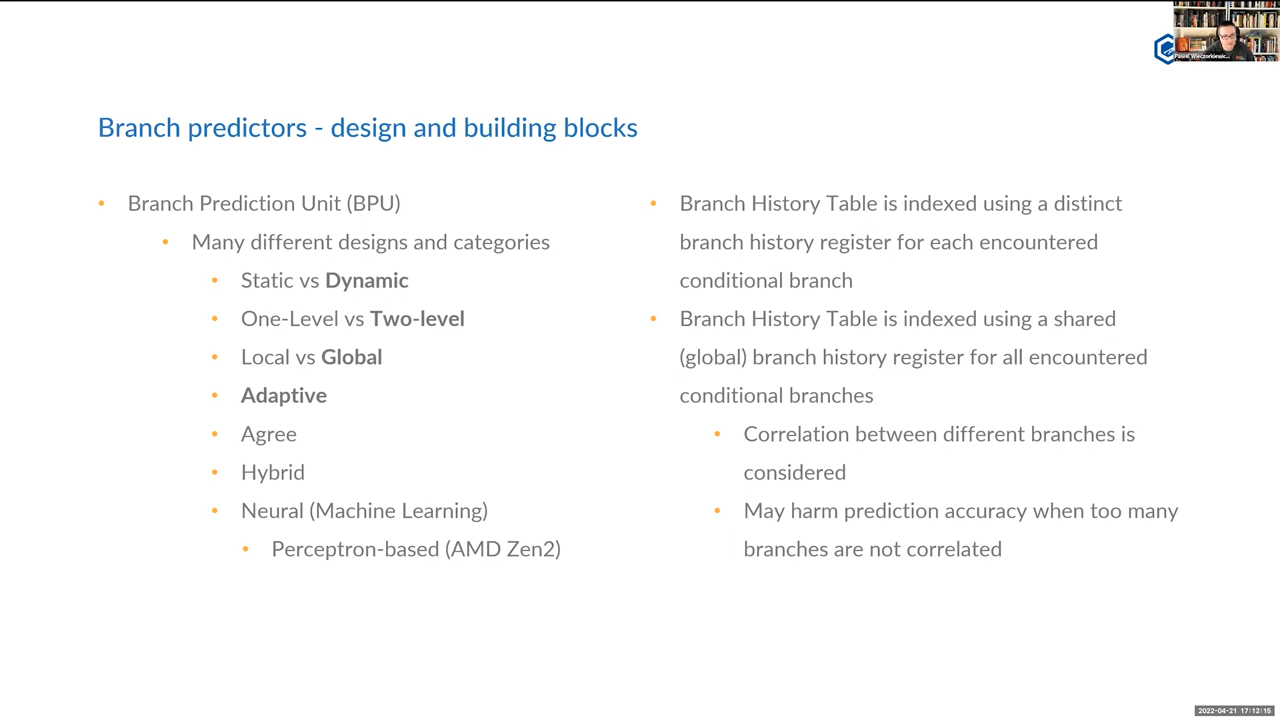 Branch predictors - design and building blocks
• Branch Prediction Unit (BPU)
• Many different designs and categories
• Static vs Dynamic
• One-Level vs Two-level
• Local vs Global
• Adaptive
• Agree
• Hybrid
• Neural (Machine Learning)
• Perceptron-based (AMD Zen2)
• Branch History Table is indexed using a distinct
branch history register for each encountered
conditional branch
• Branch History Table is indexed using a shared
(global) branch history register for all encountered
conditional branches
• Correlation between different branches is
considered
• May harm prediction accuracy when too many
branches are not correlated
Pawel Wieczorkiewic...
2022-04-21 17:12:15